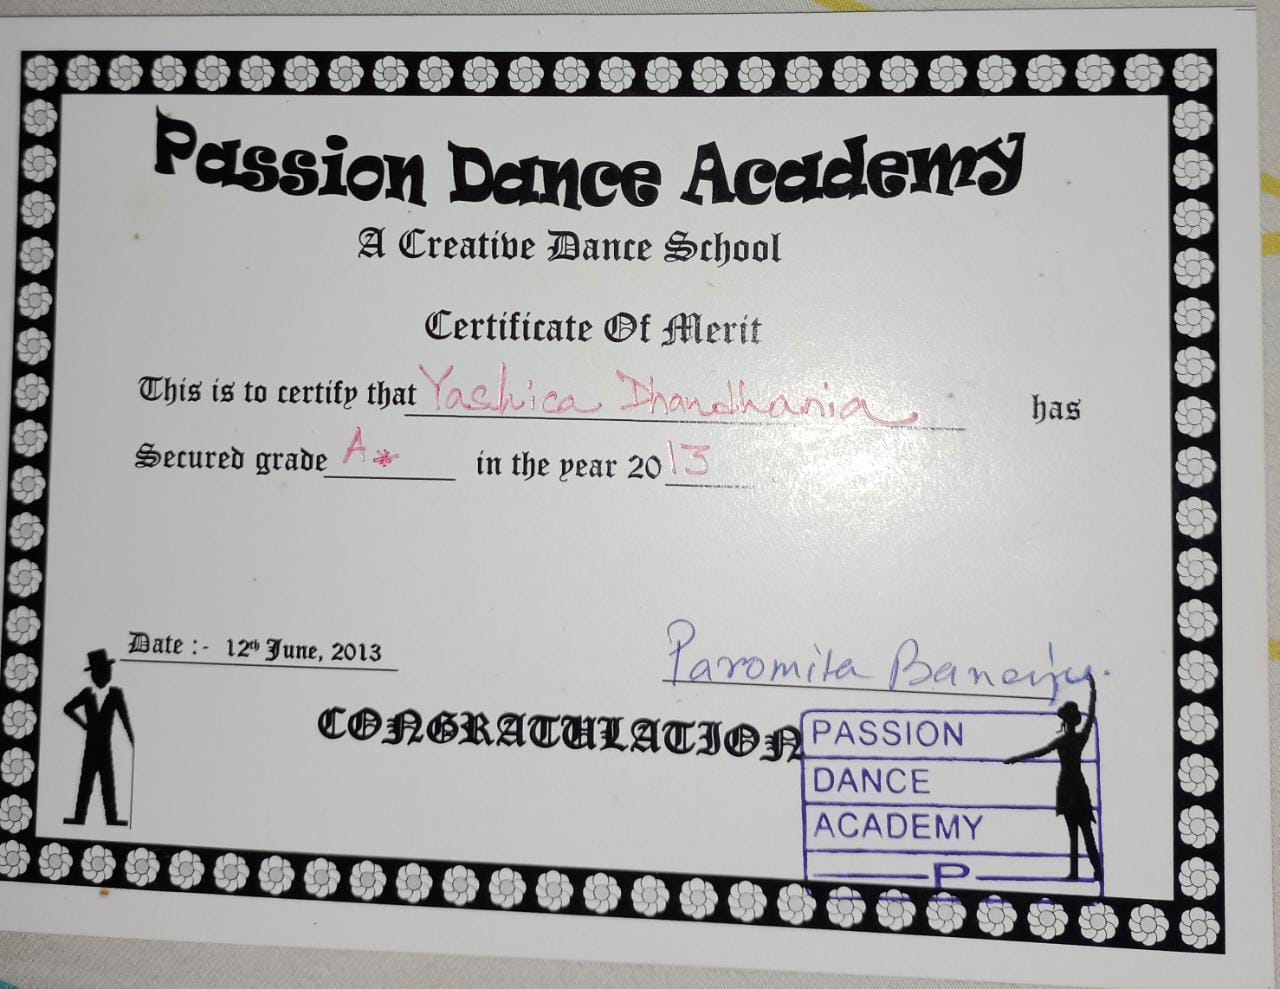 Passion Dance Academy
A Creative Dance School
Certificate Of Merit
This is to certify that Yashica Dhandhania has
Secured grade A* in the year 2013
Date :- 12th June, 2013
Paromita Banerjee
CONGRATULATION
PASSION
DANCE
ACADEMY
P